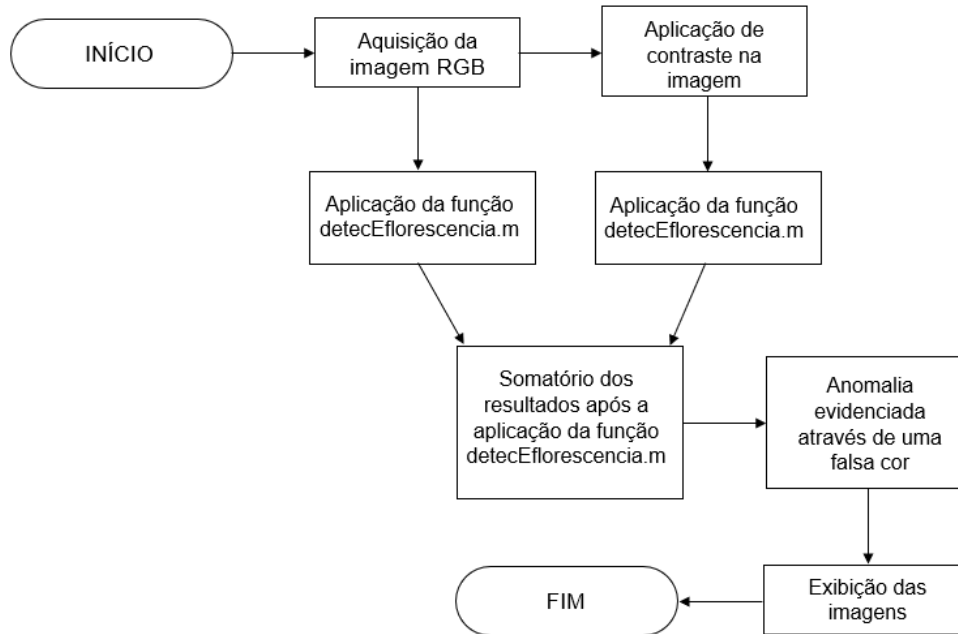 INÍCIO
Aquisição da
imagem RGB
Aplicação de
contraste na
imagem
Aplicação da função
detecEflorescencia.m
Aplicação da função
detecEflorescencia.m
Somatório dos
resultados após a
aplicação da função
detecEflorescencia.m
Anomalia
evidenciada
através de uma
falsa cor
Exibição das
imagens
FIM